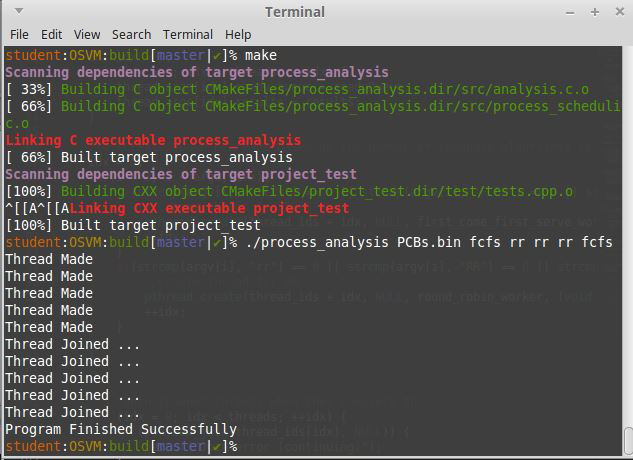 Terminal
File Edit View Search Terminal Help
student:OSVM:build[master|✔]% make
Scanning dependencies of target process_analysis
[ 33%] Building C object CMakeFiles/process_analysis.dir/src/analysis.c.o
[ 66%] Building C object CMakeFiles/process_analysis.dir/src/process_scheduli
c.o
Linking C executable process_analysis
[ 66%] Built target process_analysis
Scanning dependencies of target project_test
[100%] Building CXX object CMakeFiles/project_test.dir/test/tests.cpp.o
^[[A^[[ALinking CXX executable project_test
[100%] Built target project_test
student:OSVM:build[master|✔]% ./process_analysis PCBs.bin fcfs rr rr rr fcfs
Thread Made
Thread Made
Thread Made
Thread Made
Thread Made
Thread Joined ...
Thread Joined ...
Thread Joined ...
Thread Joined ...
Thread Joined ...
Program Finished Successfully
student:OSVM:build[master|✔]%